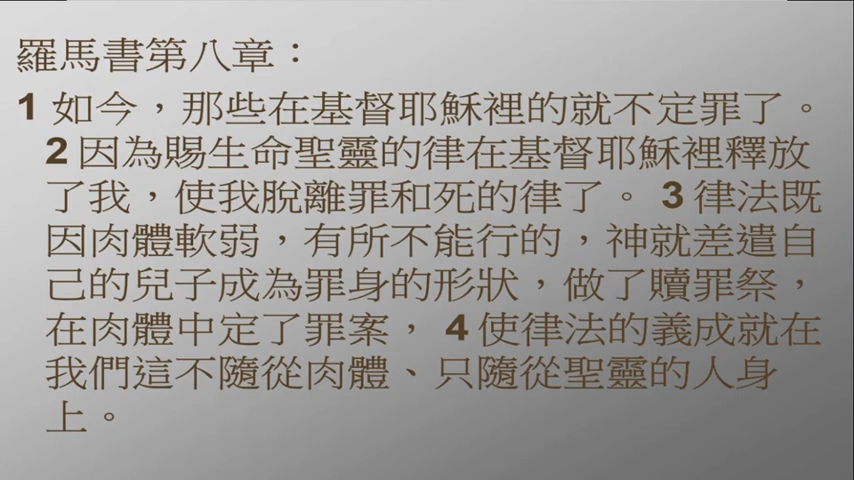 羅馬書第八章：
1 如今，那些在基督耶穌裡的就不定罪了。
2 因為賜生命聖靈的律在基督耶穌裡釋放
了我，使我脫離罪和死的律了。 3 律法既
因肉體軟弱，有所不能行的，神就差遣自
己的兒子成為罪身的形狀，做了贖罪祭，
在肉體中定了罪案， 4 使律法的義成就在
我們這不隨從肉體、只隨從聖靈的人身
上。